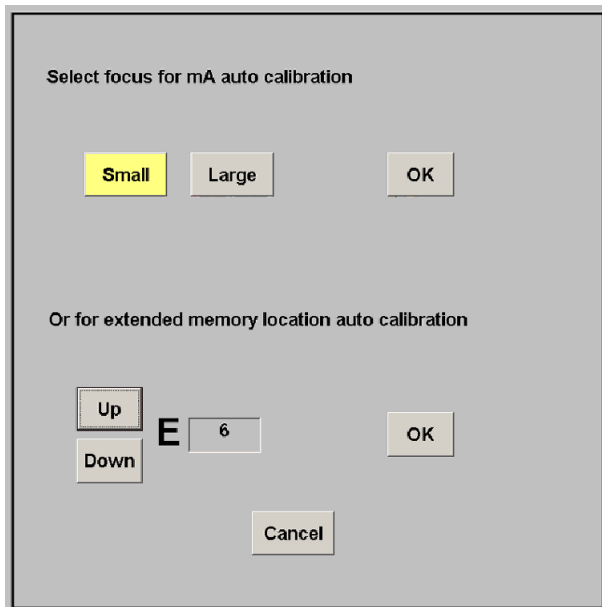 Select focus for mA auto calibration
Small Large OK
Or for extended memory location auto calibration
Up
E 6 OK
Down
Cancel